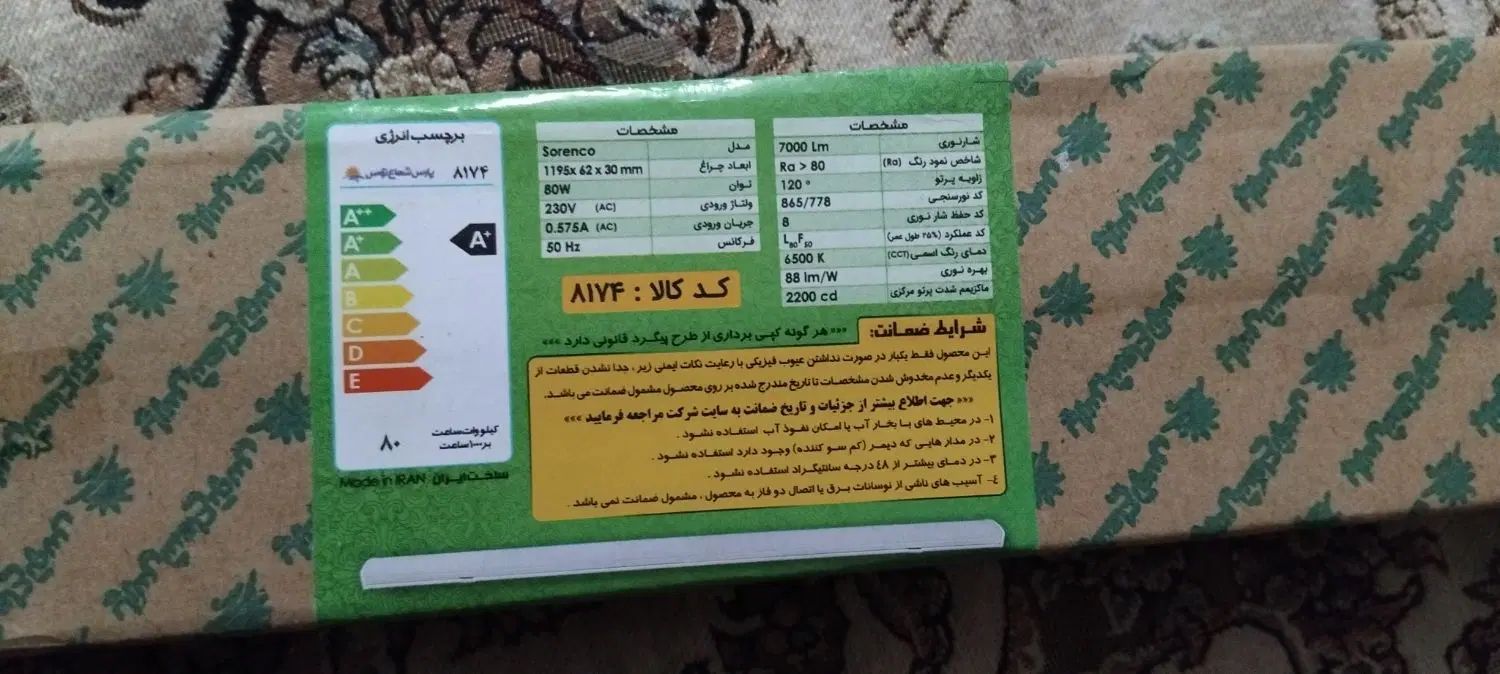 برچسب انرژی
پارس شعاع توس ۸۱۷۴
A++
A+
A
B
C
D
E
A+
کیلو وات ساعت
بر ۱۰۰۰ ساعت
۸۰
Made in IRAN ساخت ایران
مشخصات
مدل Sorenco
ابعاد چراغ 1195x 62 x 30 mm
توان 80W
ولتاژ ورودی 230V (AC)
جریان ورودی 0.575A (AC)
فرکانس 50 Hz
مشخصات
شارنوری 7000 Lm
شاخص نمود رنگ (Ra) Ra > 80
زاویه پرتو 120 °
کد نورسنجی 865/778
کد حفظ شار نوری 8
کد عملکرد (۲۵% طول عمر) L80F50
دمای رنگ اسمی (CCT) 6500 K
بهره نوری 88 lm/W
ماکزیمم شدت پرتو مرکزی 2200 cd
کد کالا : ۸۱۷۴
««« هر گونه کپی برداری از طرح پیگرد قانونی دارد »»»
شرایط ضمانت:
این محصول فقط یکبار در صورت نداشتن عیوب فیزیکی با رعایت نکات ایمنی زیر ، جدا نشدن قطعات از
یکدیگر و عدم مخدوش شدن مشخصات تا تاریخ مندرج شده بر روی محصول مشمول ضمانت می باشد.
««« جهت اطلاع بیشتر از جزئیات و تاریخ ضمانت به سایت شرکت مراجعه فرمایید »»»
۱- در محیط های با بخار آب یا امکان نفوذ آب استفاده نشود .
۲- در مدار هایی که دیمر (کم سو کننده) وجود دارد استفاده نشود .
۳- در دمای بیشتر از ٤٨ درجه سانتیگراد استفاده نشود .
٤- آسیب های ناشی از نوسانات برق یا اتصال دو فاز به محصول ، مشمول ضمانت نمی باشد .